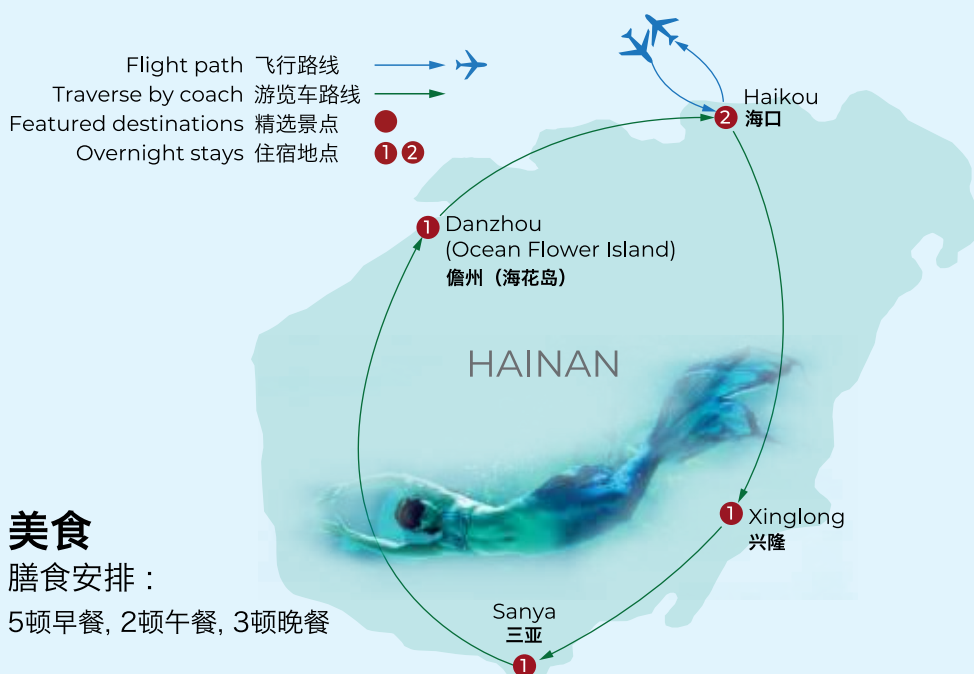 Flight path 飞行路线
Traverse by coach 游览车路线
Featured destinations 精选景点
Overnight stays 住宿地点 1 2
Haikou
2 海口
1 Danzhou
(Ocean Flower Island)
儋州（海花岛）
HAINAN
1 Xinglong
兴隆
Sanya
三亚
1
美食
膳食安排：
5顿早餐, 2顿午餐, 3顿晚餐